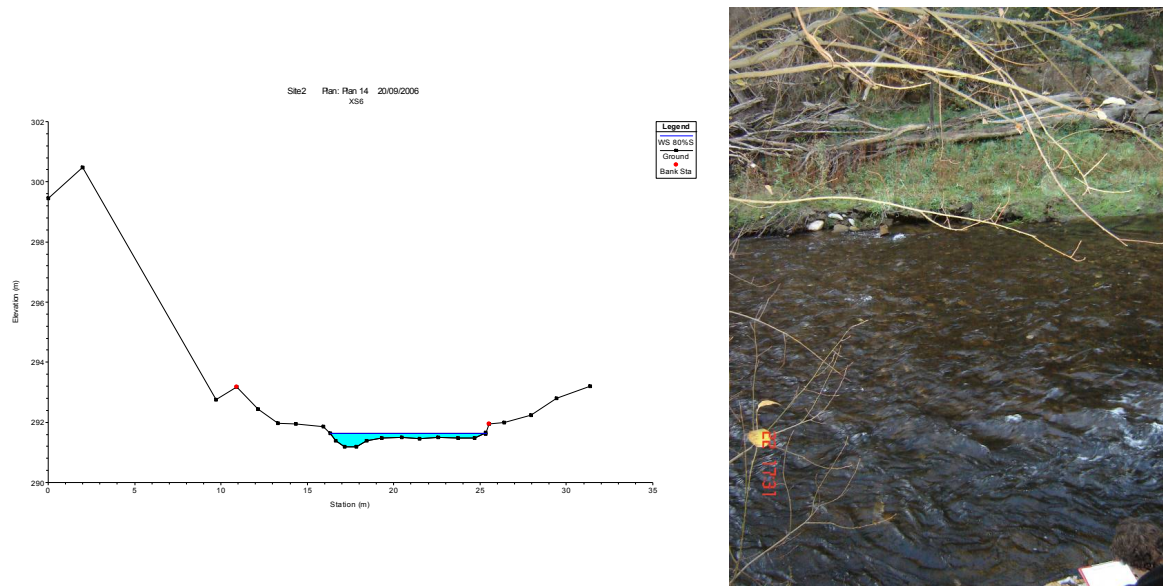 Site2 Plan: Plan 14 20/09/2006
XS6
Legend
WS 80%S
Ground
Bank Sta
Elevation (m)
302
300
298
296
294
292
290
0 5 10 15 20 25 30 35
Station (m)